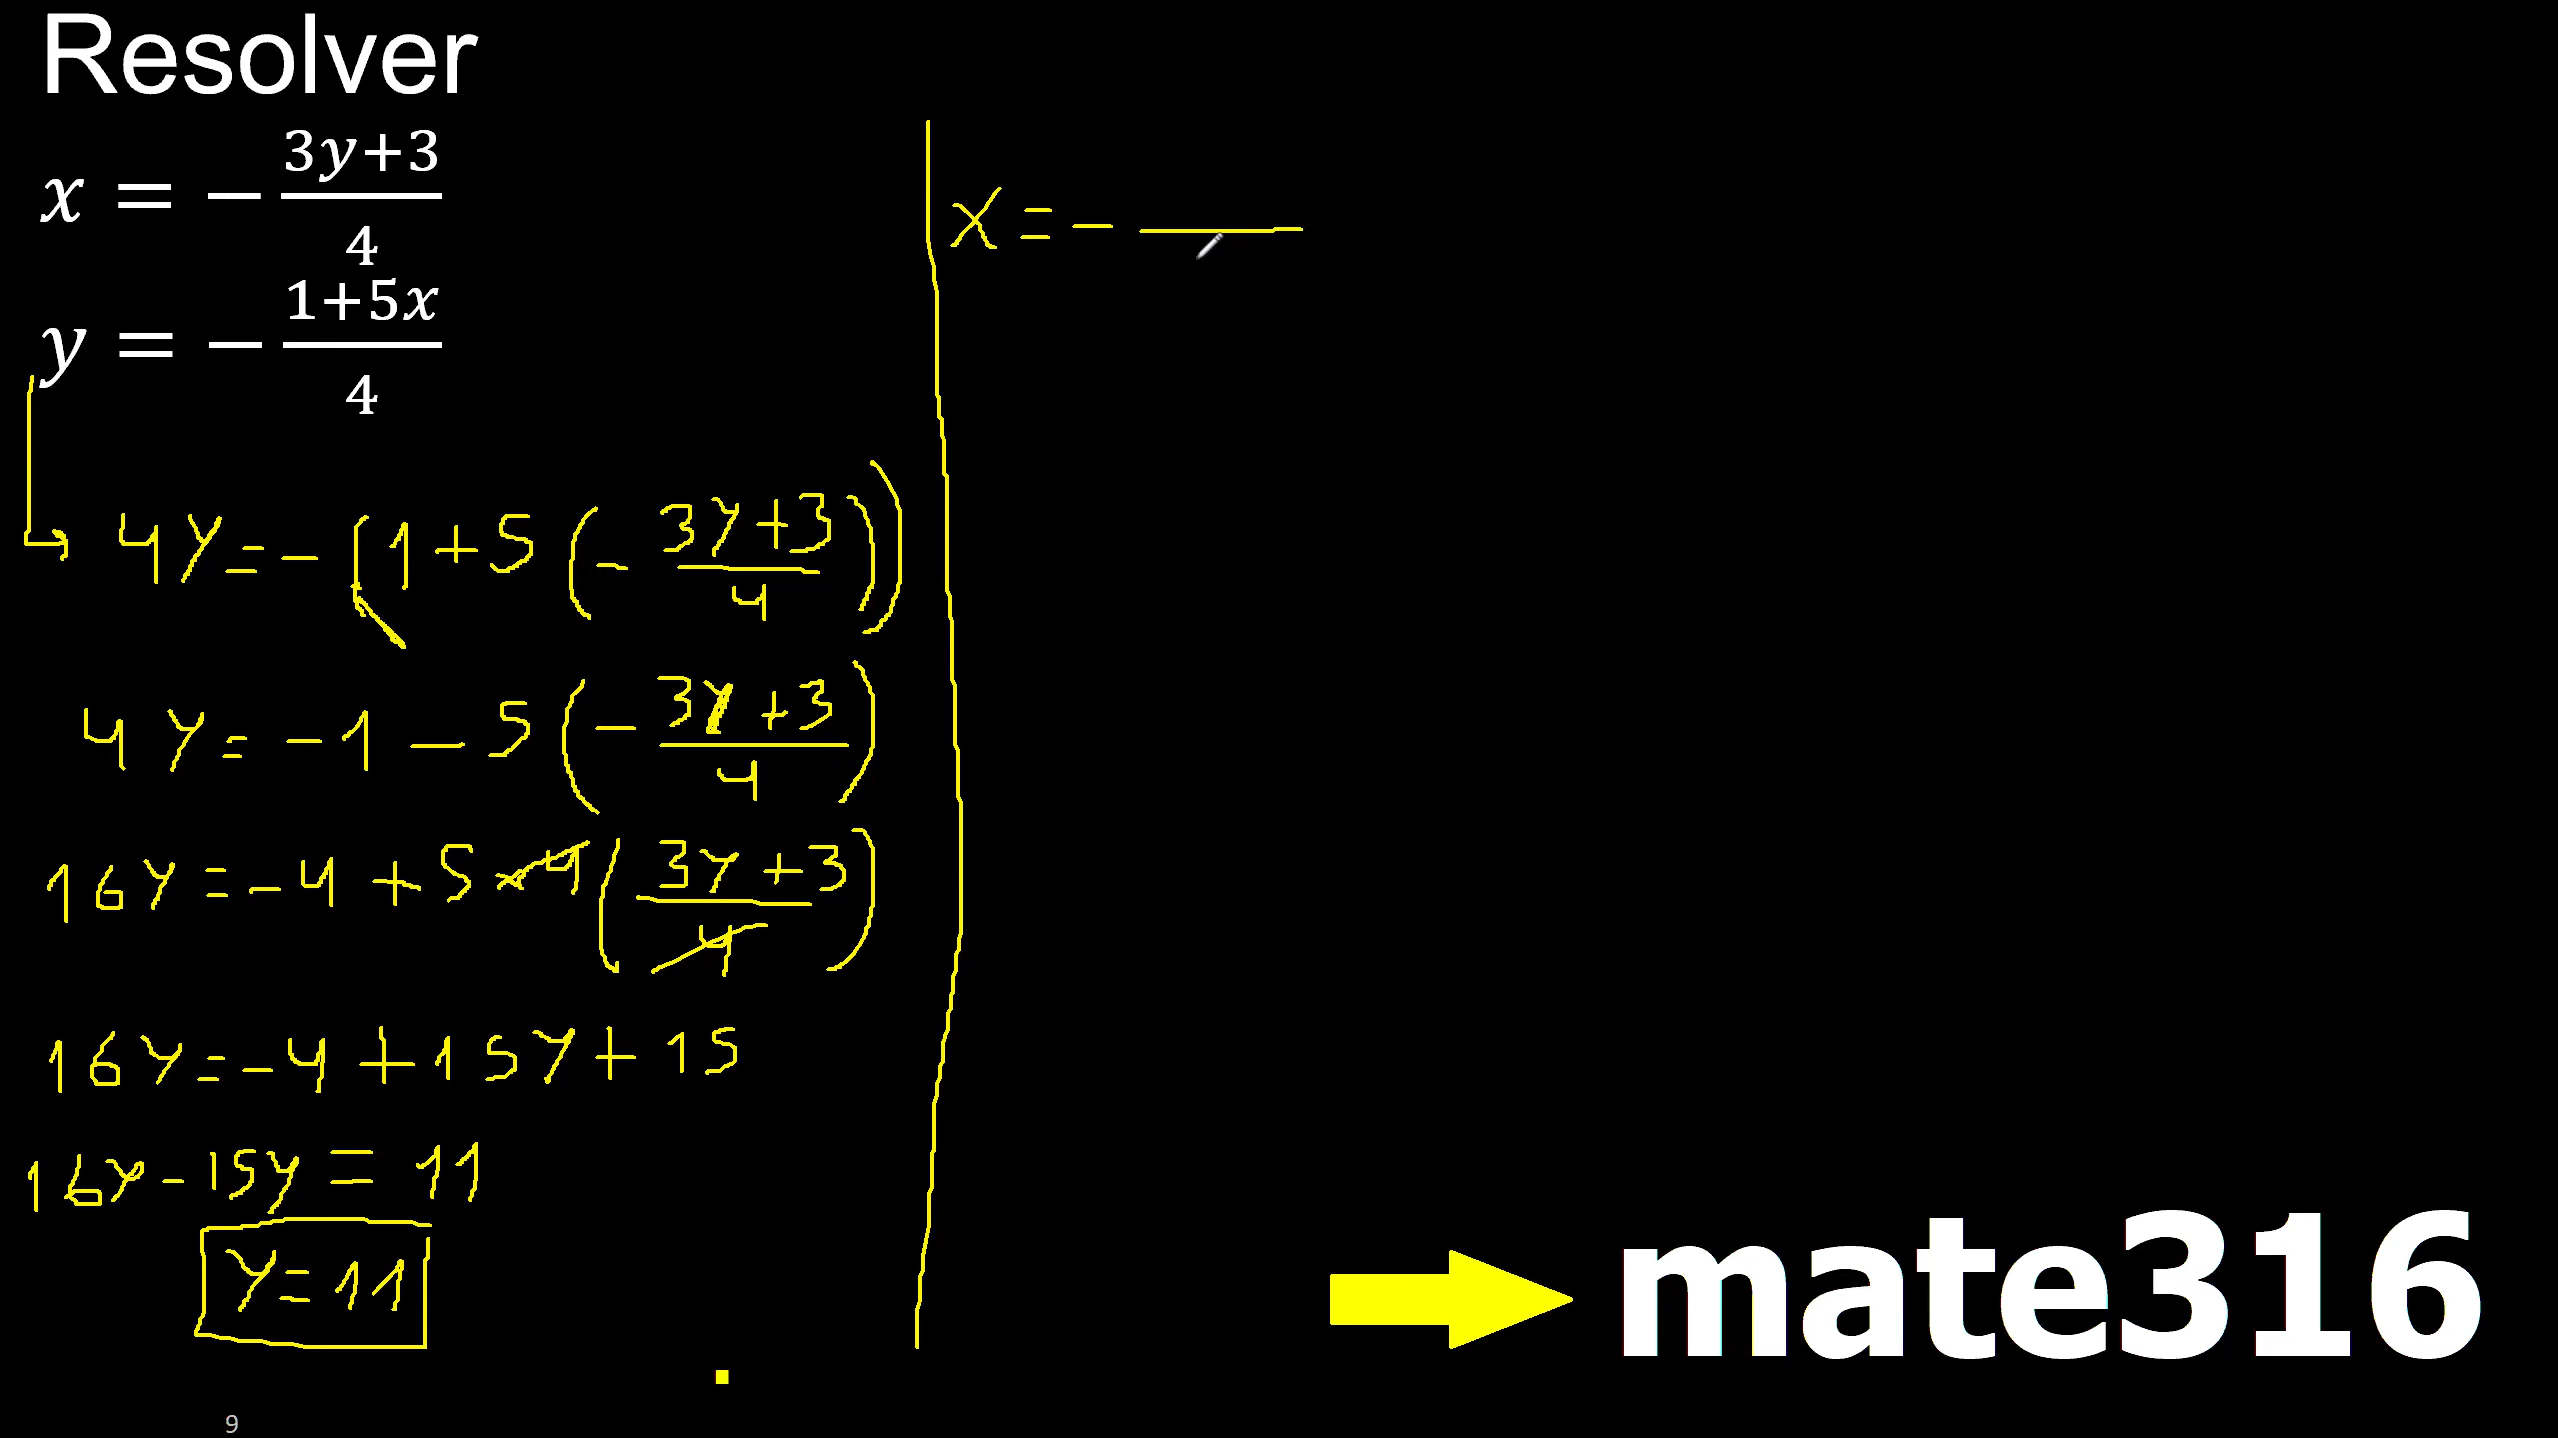 Resolver
x = − (3y+3)/4
y = − (1+5x)/4
4y = − (1 + 5 (− (3y+3)/4))
4y = −1 − 5 (− (3y+3)/4)
16y = −4 + 5×4 ((3y+3)/4)
16y = −4 + 15y + 15
16y − 15y = 11
y = 11
x = −
mate316
9